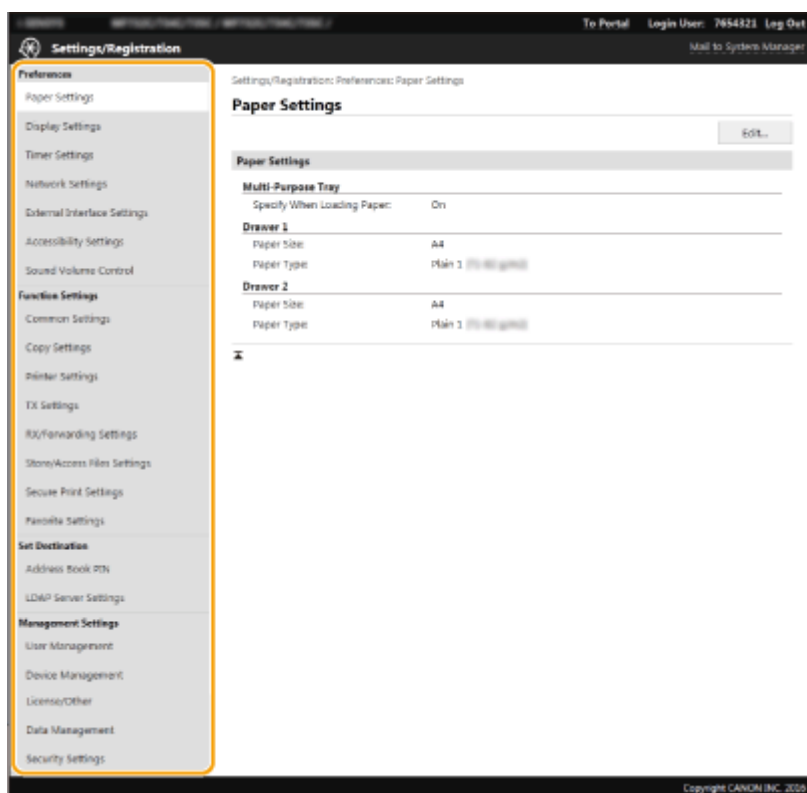 To Portal Login User: 7654321 Log Out
Settings/Registration
Mail to System Manager
Preferences
Paper Settings
Display Settings
Timer Settings
Network Settings
External Interface Settings
Accessibility Settings
Sound Volume Control
Function Settings
Common Settings
Copy Settings
Printer Settings
TX Settings
RX/Forwarding Settings
Store/Access Files Settings
Secure Print Settings
Favorite Settings
Set Destination
Address Book PIN
LDAP Server Settings
Management Settings
User Management
Device Management
License/Other
Data Management
Security Settings
Settings/Registration: Preferences: Paper Settings
Paper Settings
Edit...
Paper Settings
Multi-Purpose Tray
Specify When Loading Paper: On
Drawer 1
Paper Size: A4
Paper Type: Plain 1
Drawer 2
Paper Size: A4
Paper Type: Plain 1
Copyright CANON INC. 2016